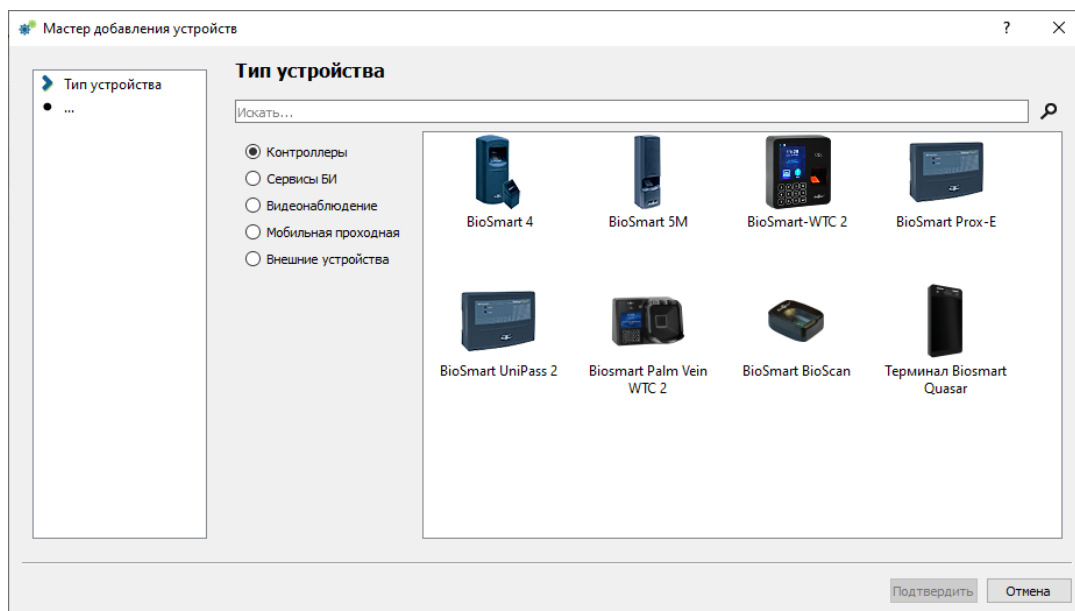 Мастер добавления устройств
Тип устройства
...
Тип устройства
Искать...
Контроллеры
Сервисы БИ
Видеонаблюдение
Мобильная проходная
Внешние устройства
BioSmart 4
BioSmart 5M
BioSmart-WTC 2
BioSmart Prox-E
BioSmart UniPass 2
Biosmart Palm Vein
WTC 2
BioSmart BioScan
Терминал Biosmart
Quasar
Подтвердить
Отмена